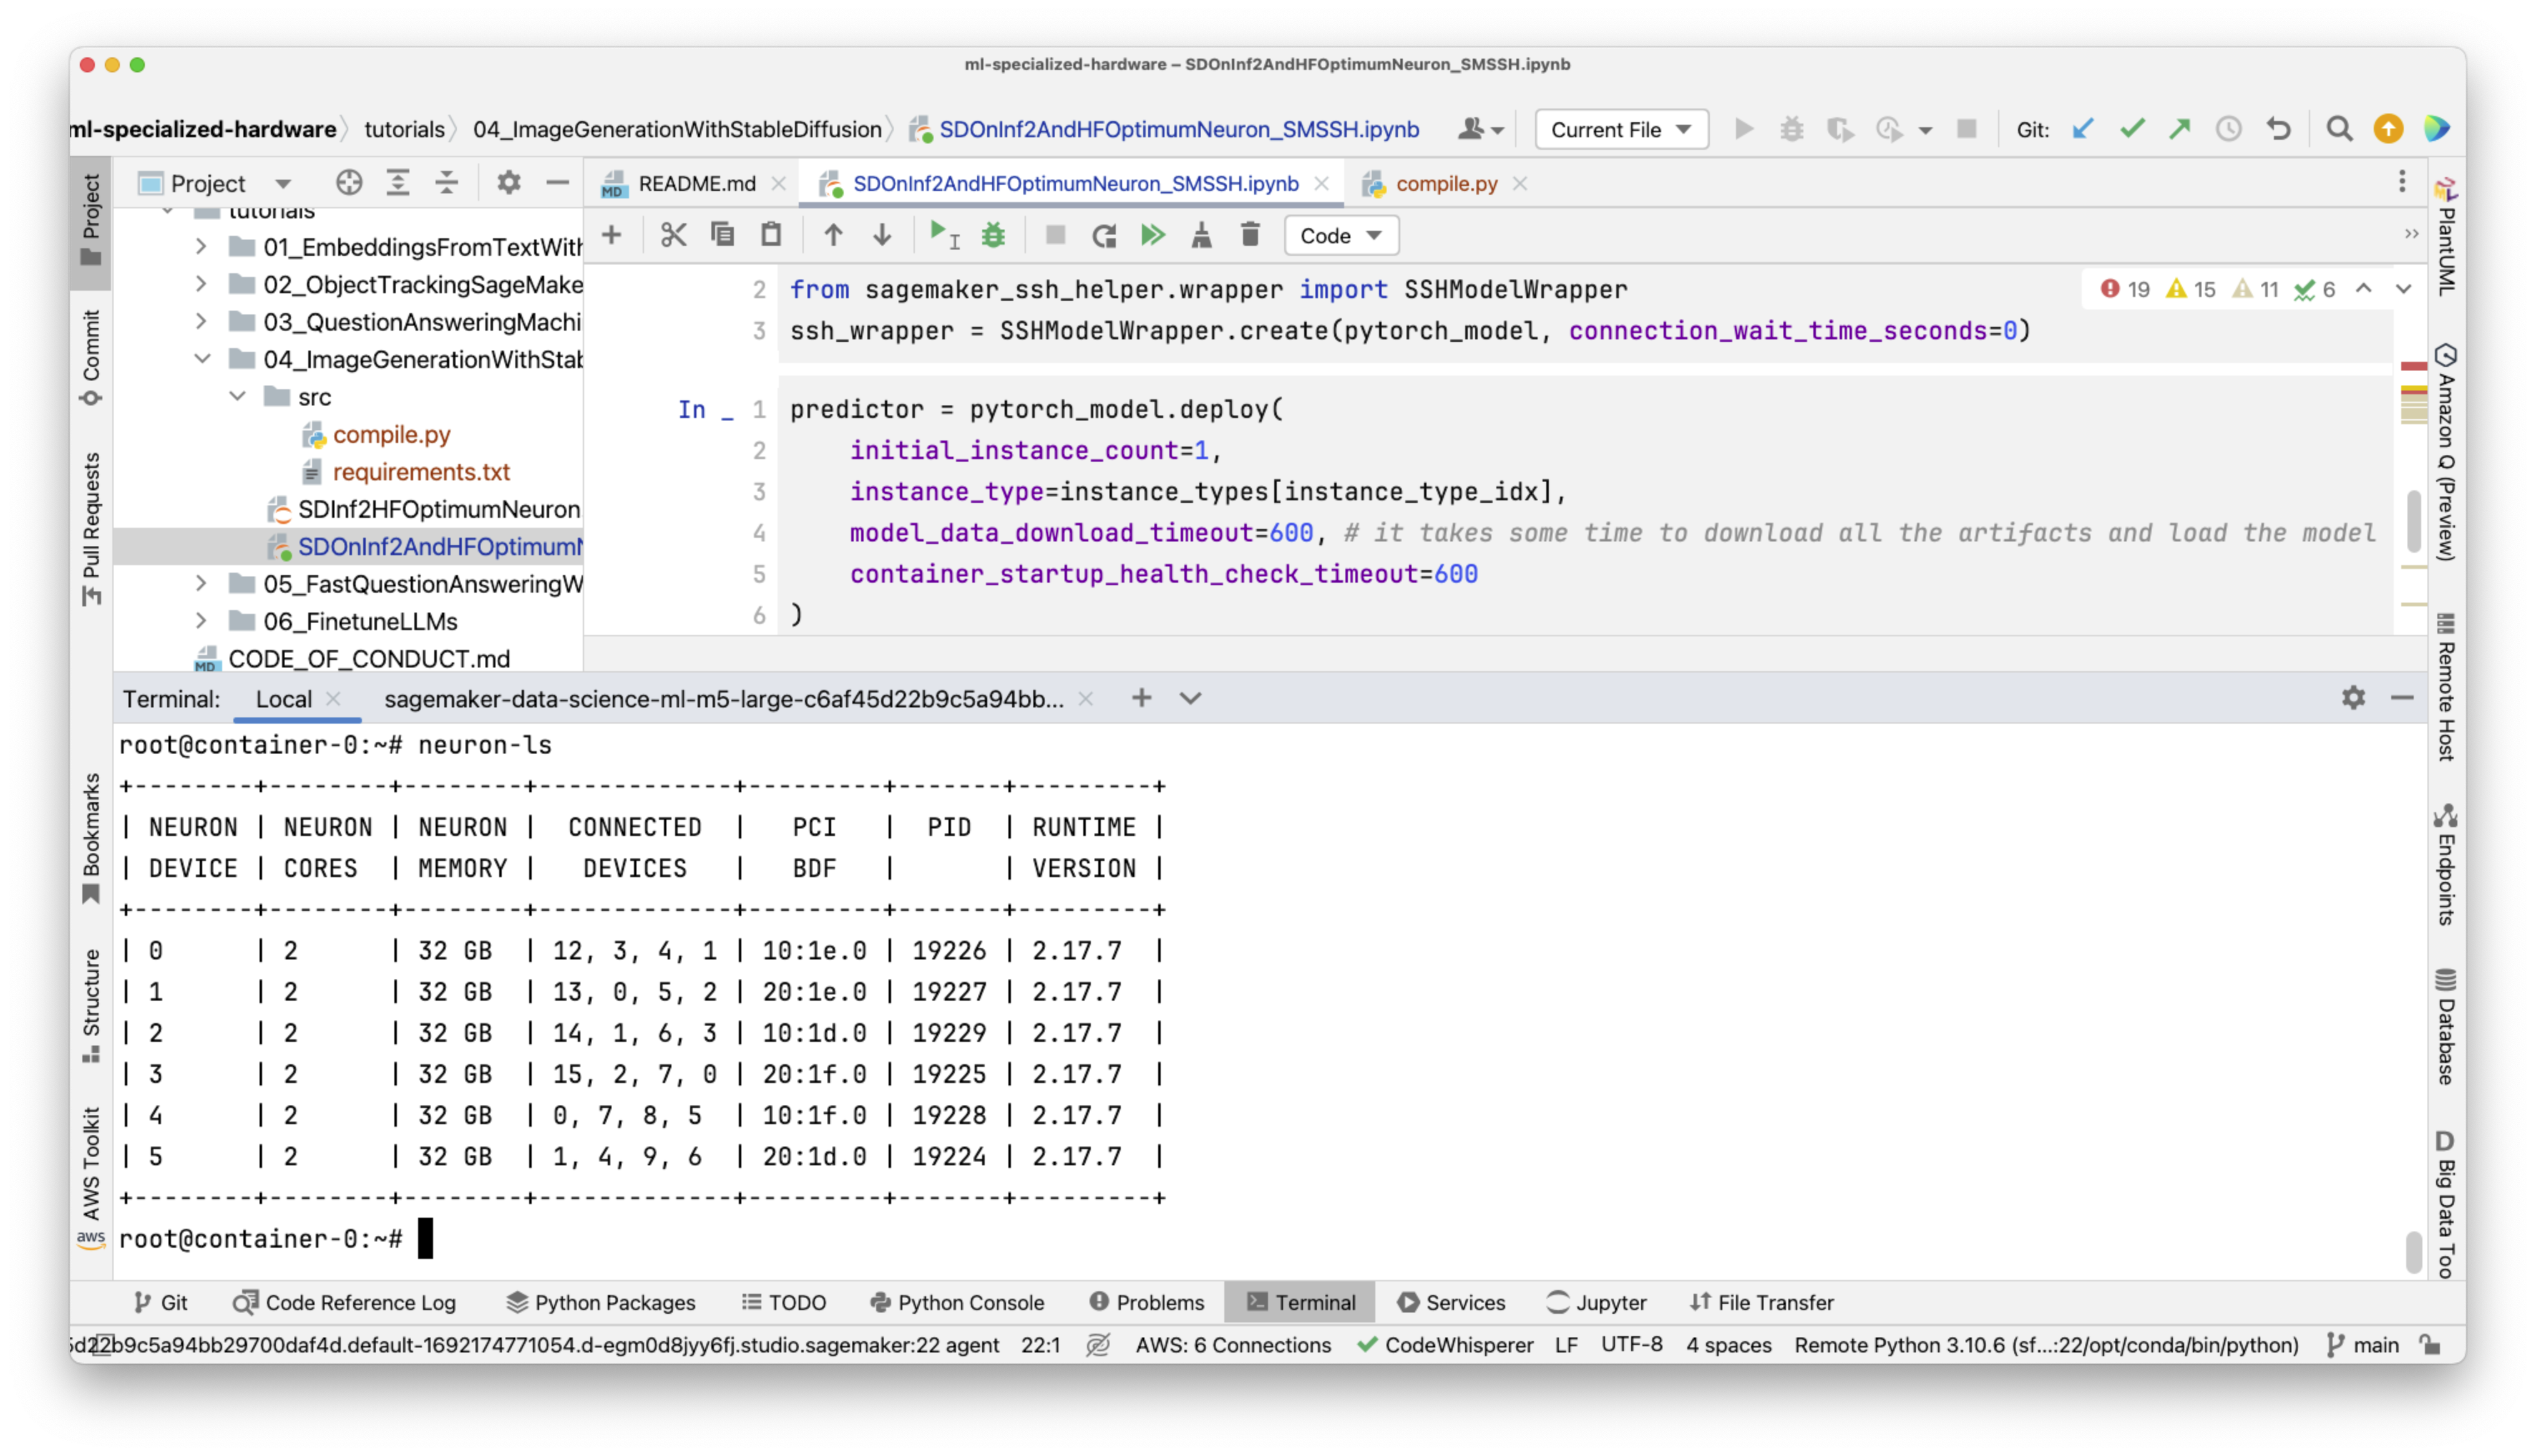 ml-specialized-hardware – SDOnInf2AndHFOptimumNeuron_SMSSH.ipynb
ml-specialized-hardware tutorials 04_ImageGenerationWithStableDiffusion SDOnInf2AndHFOptimumNeuron_SMSSH.ipynb Current File Git:
Project
README.md SDOnInf2AndHFOptimumNeuron_SMSSH.ipynb compile.py
tutorials
01_EmbeddingsFromTextWith
02_ObjectTrackingSageMake
03_QuestionAnsweringMachi
04_ImageGenerationWithStab
src
compile.py
requirements.txt
SDInf2HFOptimumNeuron
SDOnInf2AndHFOptimumN
05_FastQuestionAnsweringW
06_FinetuneLLMs
CODE_OF_CONDUCT.md
Code
19 15 11 6
2 from sagemaker_ssh_helper.wrapper import SSHModelWrapper
3 ssh_wrapper = SSHModelWrapper.create(pytorch_model, connection_wait_time_seconds=0)
In _ 1 predictor = pytorch_model.deploy(
2 initial_instance_count=1,
3 instance_type=instance_types[instance_type_idx],
4 model_data_download_timeout=600, # it takes some time to download all the artifacts and load the model
5 container_startup_health_check_timeout=600
6 )
Terminal: Local sagemaker-data-science-ml-m5-large-c6af45d22b9c5a94bb...
root@container-0:~# neuron-ls
+--------+--------+--------+-------------+---------+-------+---------+
| NEURON | NEURON | NEURON |  CONNECTED  |   PCI   |  PID  | RUNTIME |
| DEVICE | CORES  | MEMORY |   DEVICES   |   BDF   |       | VERSION |
+--------+--------+--------+-------------+---------+-------+---------+
| 0      | 2      | 32 GB  | 12, 3, 4, 1 | 10:1e.0 | 19226 | 2.17.7  |
| 1      | 2      | 32 GB  | 13, 0, 5, 2 | 20:1e.0 | 19227 | 2.17.7  |
| 2      | 2      | 32 GB  | 14, 1, 6, 3 | 10:1d.0 | 19229 | 2.17.7  |
| 3      | 2      | 32 GB  | 15, 2, 7, 0 | 20:1f.0 | 19225 | 2.17.7  |
| 4      | 2      | 32 GB  | 0, 7, 8, 5  | 10:1f.0 | 19228 | 2.17.7  |
| 5      | 2      | 32 GB  | 1, 4, 9, 6  | 20:1d.0 | 19224 | 2.17.7  |
+--------+--------+--------+-------------+---------+-------+---------+
root@container-0:~#
Project
Commit
Pull Requests
Bookmarks
Structure
AWS Toolkit
aws
PlantUML
Amazon Q (Preview)
Remote Host
Endpoints
Database
D Big Data Too
Git Code Reference Log Python Packages TODO Python Console Problems Terminal Services Jupyter File Transfer
5d22b9c5a94bb29700daf4d.default-1692174771054.d-egm0d8jyy6fj.studio.sagemaker:22 agent 22:1 AWS: 6 Connections CodeWhisperer LF UTF-8 4 spaces Remote Python 3.10.6 (sf...:22/opt/conda/bin/python) main